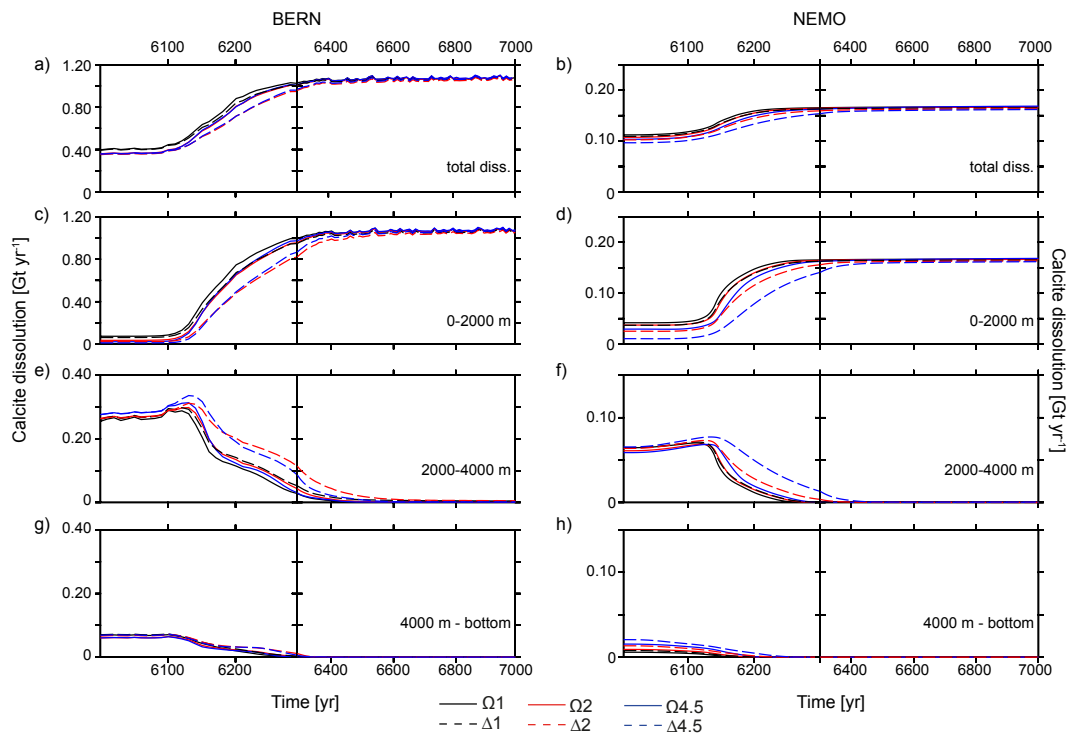 BERN NEMO
6100 6200 6400 6600 6800 7000 6100 6200 6400 6600 6800 7000
a) 1.20 b)
0.20
0.80
0.40 0.10
total diss. total diss.
0 0
c) 1.20 d)
0.20
0.80
0.40 0.10
0-2000 m 0-2000 m
0 0
e) 0.40 f)
0.10
0.20
2000-4000 m 2000-4000 m
0 0
g) 0.40 h)
0.10
0.20
4000 m - bottom 4000 m - bottom
0 0
6100 6200 6400 6600 6800 7000 6100 6200 6400 6600 6800 7000
Calcite dissolution [Gt yr⁻¹]
Calcite dissolution [Gt yr⁻¹]
Time [yr] Time [yr]
Ω1 Ω2 Ω4.5
Δ1 Δ2 Δ4.5